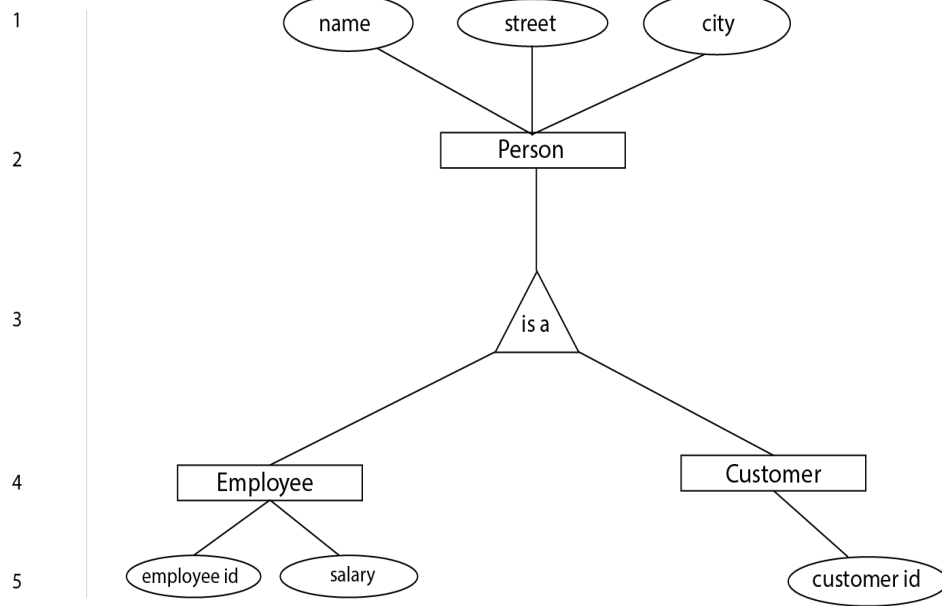 1
name
street
city
2
Person
3
is a
4
Employee
Customer
5
employee id
salary
customer id